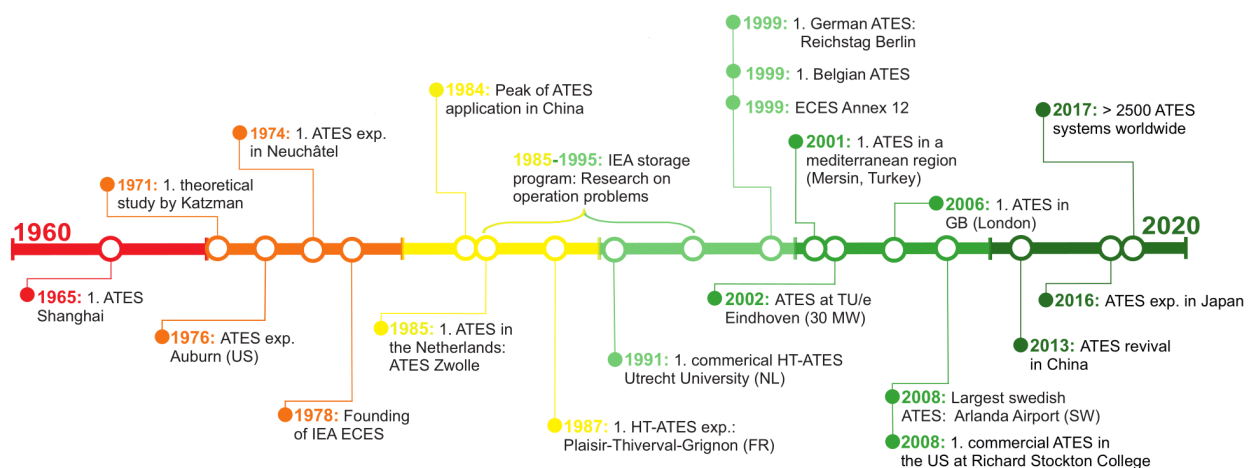 1999: 1. German ATES:
Reichstag Berlin
1999: 1. Belgian ATES
1999: ECES Annex 12
1984: Peak of ATES
application in China
2017: > 2500 ATES
systems worldwide
1974: 1. ATES exp.
in Neuchâtel
2001: 1. ATES in a
mediterranean region
(Mersin, Turkey)
1985-1995: IEA storage
program: Research on
operation problems
1971: 1. theoretical
study by Katzman
2006: 1. ATES in
GB (London)
1960
2020
1965: 1. ATES
Shanghai
2002: ATES at TU/e
Eindhoven (30 MW)
2016: ATES exp. in Japan
1976: ATES exp.
Auburn (US)
1985: 1. ATES in
the Netherlands:
ATES Zwolle
1991: 1. commerical HT-ATES
Utrecht University (NL)
2013: ATES revival
in China
1978: Founding
of IEA ECES
1987: 1. HT-ATES exp.:
Plaisir-Thiverval-Grignon (FR)
2008: Largest swedish
ATES: Arlanda Airport (SW)
2008: 1. commercial ATES in
the US at Richard Stockton College